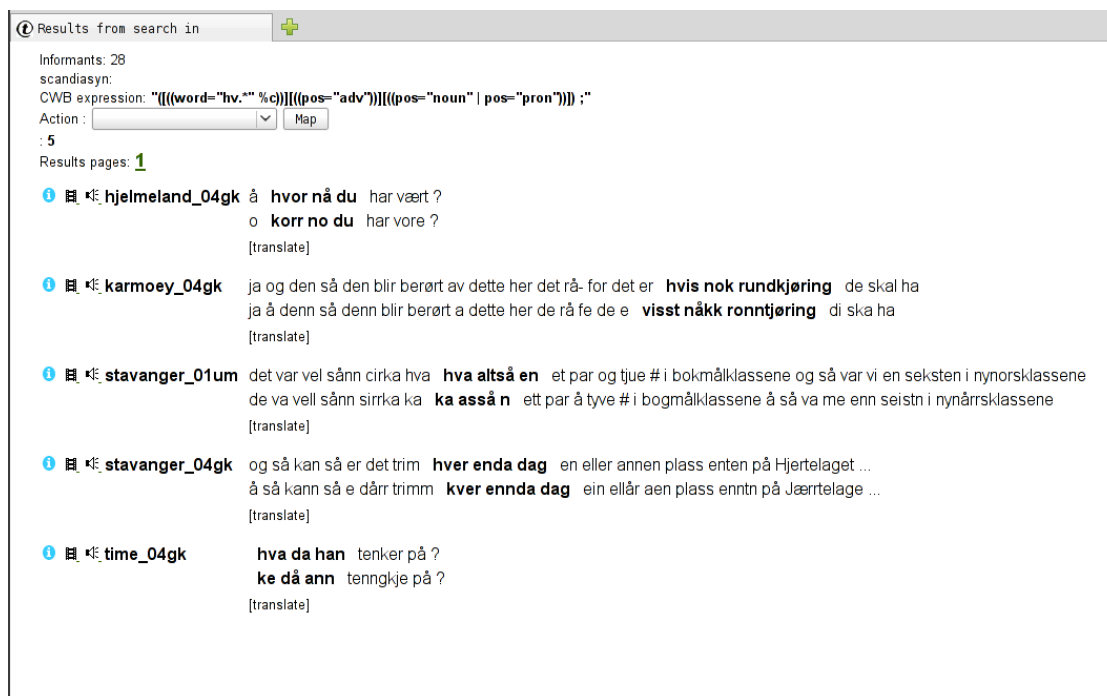 Results from search in
Informants: 28
scandiasyn:
CWB expression: "([((word="hv.*" %c))][((pos="adv"))][((pos="noun" | pos="pron"))]) ;"
Action : Map
: 5
Results pages: 1
hjelmeland_04gk å hvor nå du har vært ?
o korr no du har vore ?
[translate]
karmoey_04gk ja og den så den blir berørt av dette her det rå- for det er hvis nok rundkjøring de skal ha
ja å denn så denn blir berørt a dette her de rå fe de e visst nåkk ronntjøring di ska ha
[translate]
stavanger_01um det var vel sånn cirka hva hva altså en et par og tjue # i bokmålklassene og så var vi en seksten i nynorsklassene
de va vell sånn sirrka ka ka asså n ett par å tyve # i bogmålklassene å så va me enn seistn i nynårrsklassene
[translate]
stavanger_04gk og så kan så er det trim hver enda dag en eller annen plass enten på Hjertelaget ...
å så kann så e dårr trimm kver ennda dag ein ellår aen plass enntn på Jærrtelage ...
[translate]
time_04gk hva da han tenker på ?
ke då ann tenngkje på ?
[translate]